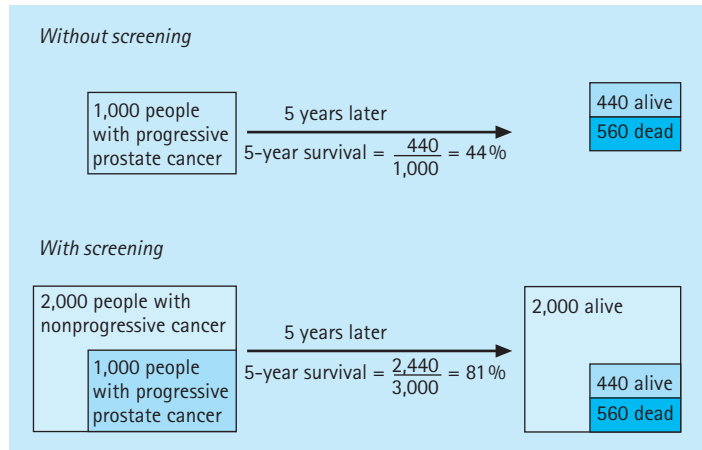 Without screening
1,000 people
with progressive
prostate cancer
5 years later
5-year survival = 440/1,000 = 44%
440 alive
560 dead
With screening
2,000 people with
nonprogressive cancer
1,000 people
with progressive
prostate cancer
5 years later
5-year survival = 2,440/3,000 = 81%
2,000 alive
440 alive
560 dead